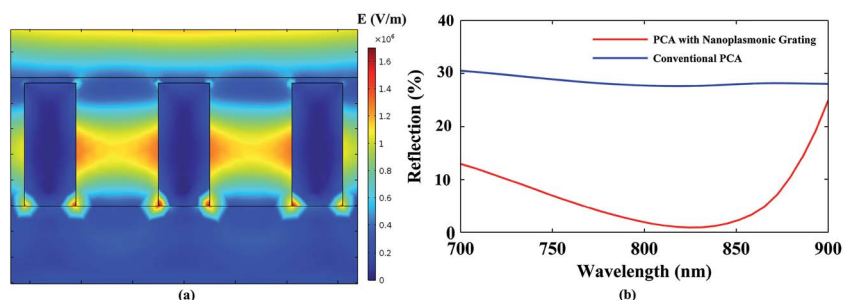 E (V/m)
×10⁶
1.6
1.4
1.2
1
0.8
0.6
0.4
0.2
0
(a)
40
30
20
10
0
Reflection (%)
PCA with Nanoplasmonic Grating
Conventional PCA
700
750
800
850
900
Wavelength (nm)
(b)